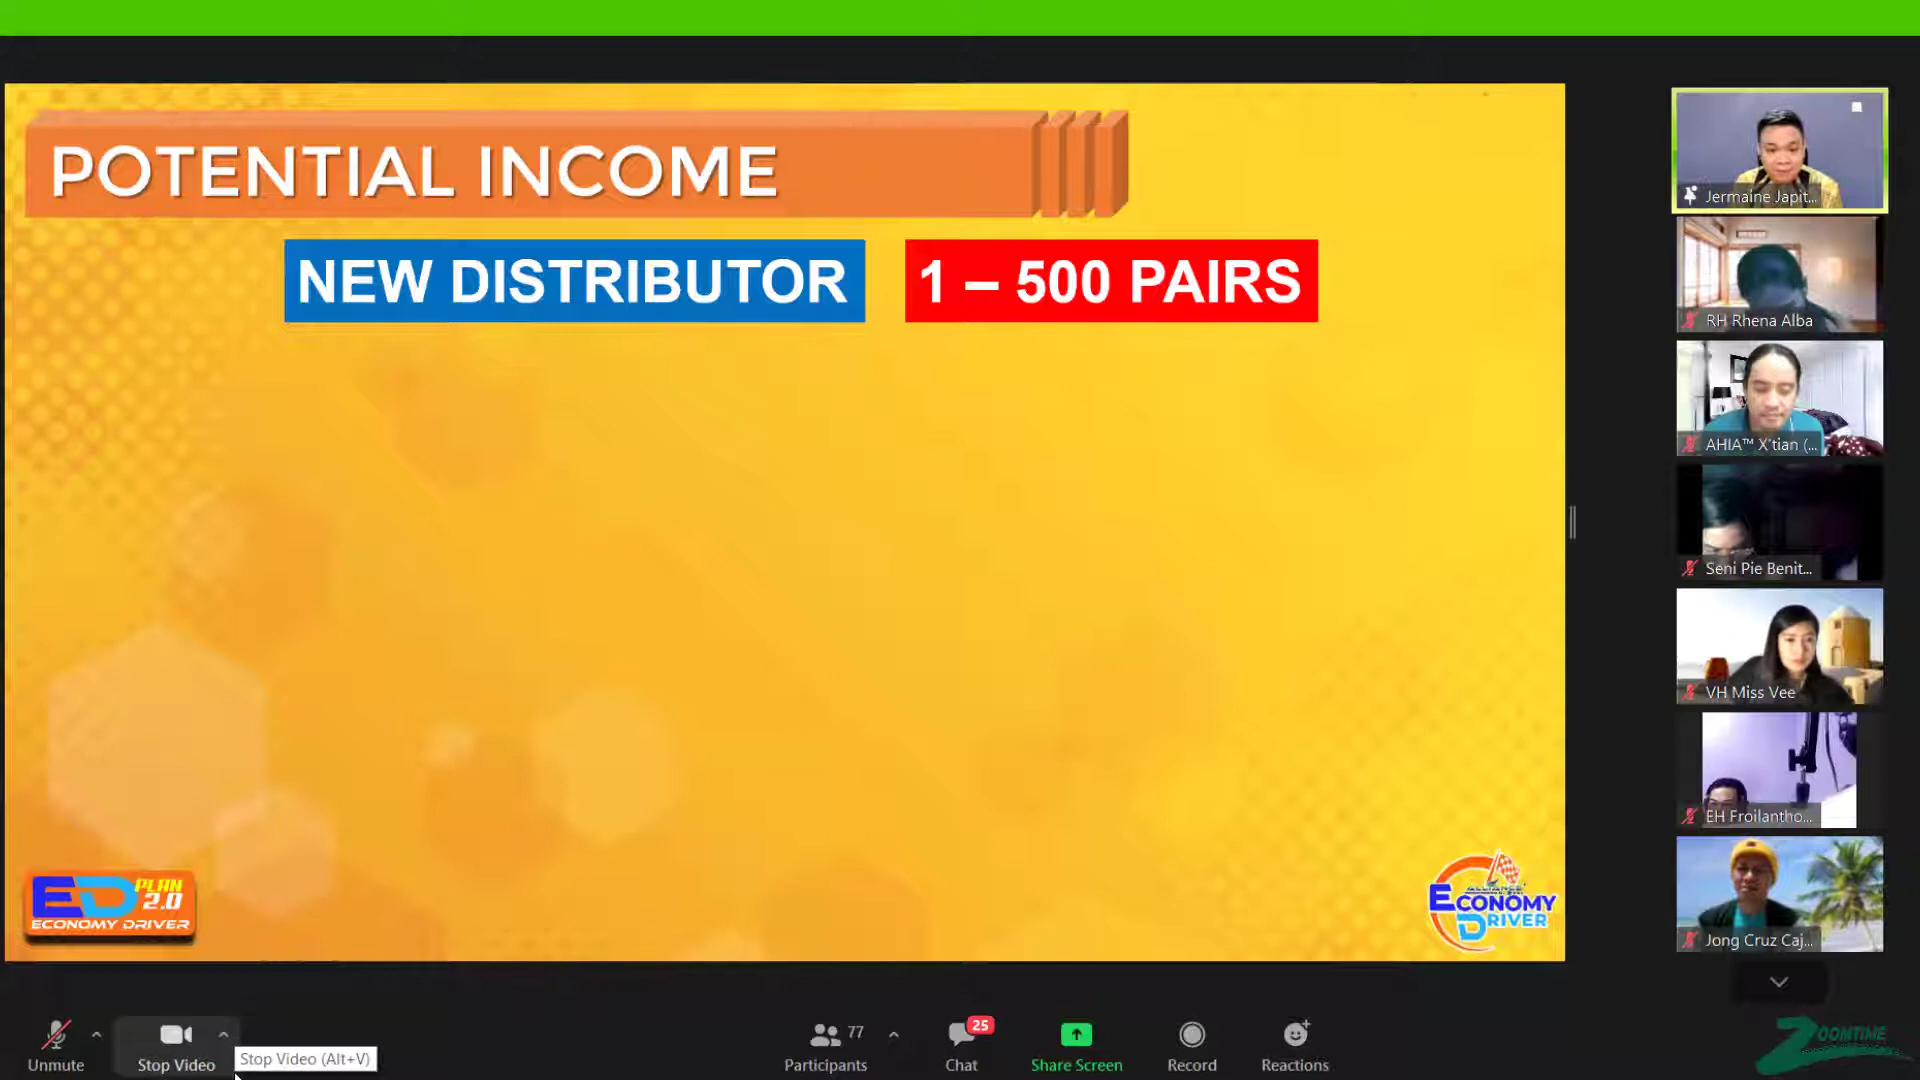 POTENTIAL INCOME
NEW DISTRIBUTOR
1 – 500 PAIRS
ED PLAN 2.0
ECONOMY DRIVER
ALLIANCE
ECONOMY
DRIVER
Jermaine Japit...
RH Rhena Alba
AHIA™ X'tian (...
Seni Pie Benit...
VH Miss Vee
EH Froilantho...
Jong Cruz Caj...
Unmute
Stop Video
Stop Video (Alt+V)
77
Participants
25
Chat
Share Screen
Record
Reactions
ZOOMTIME